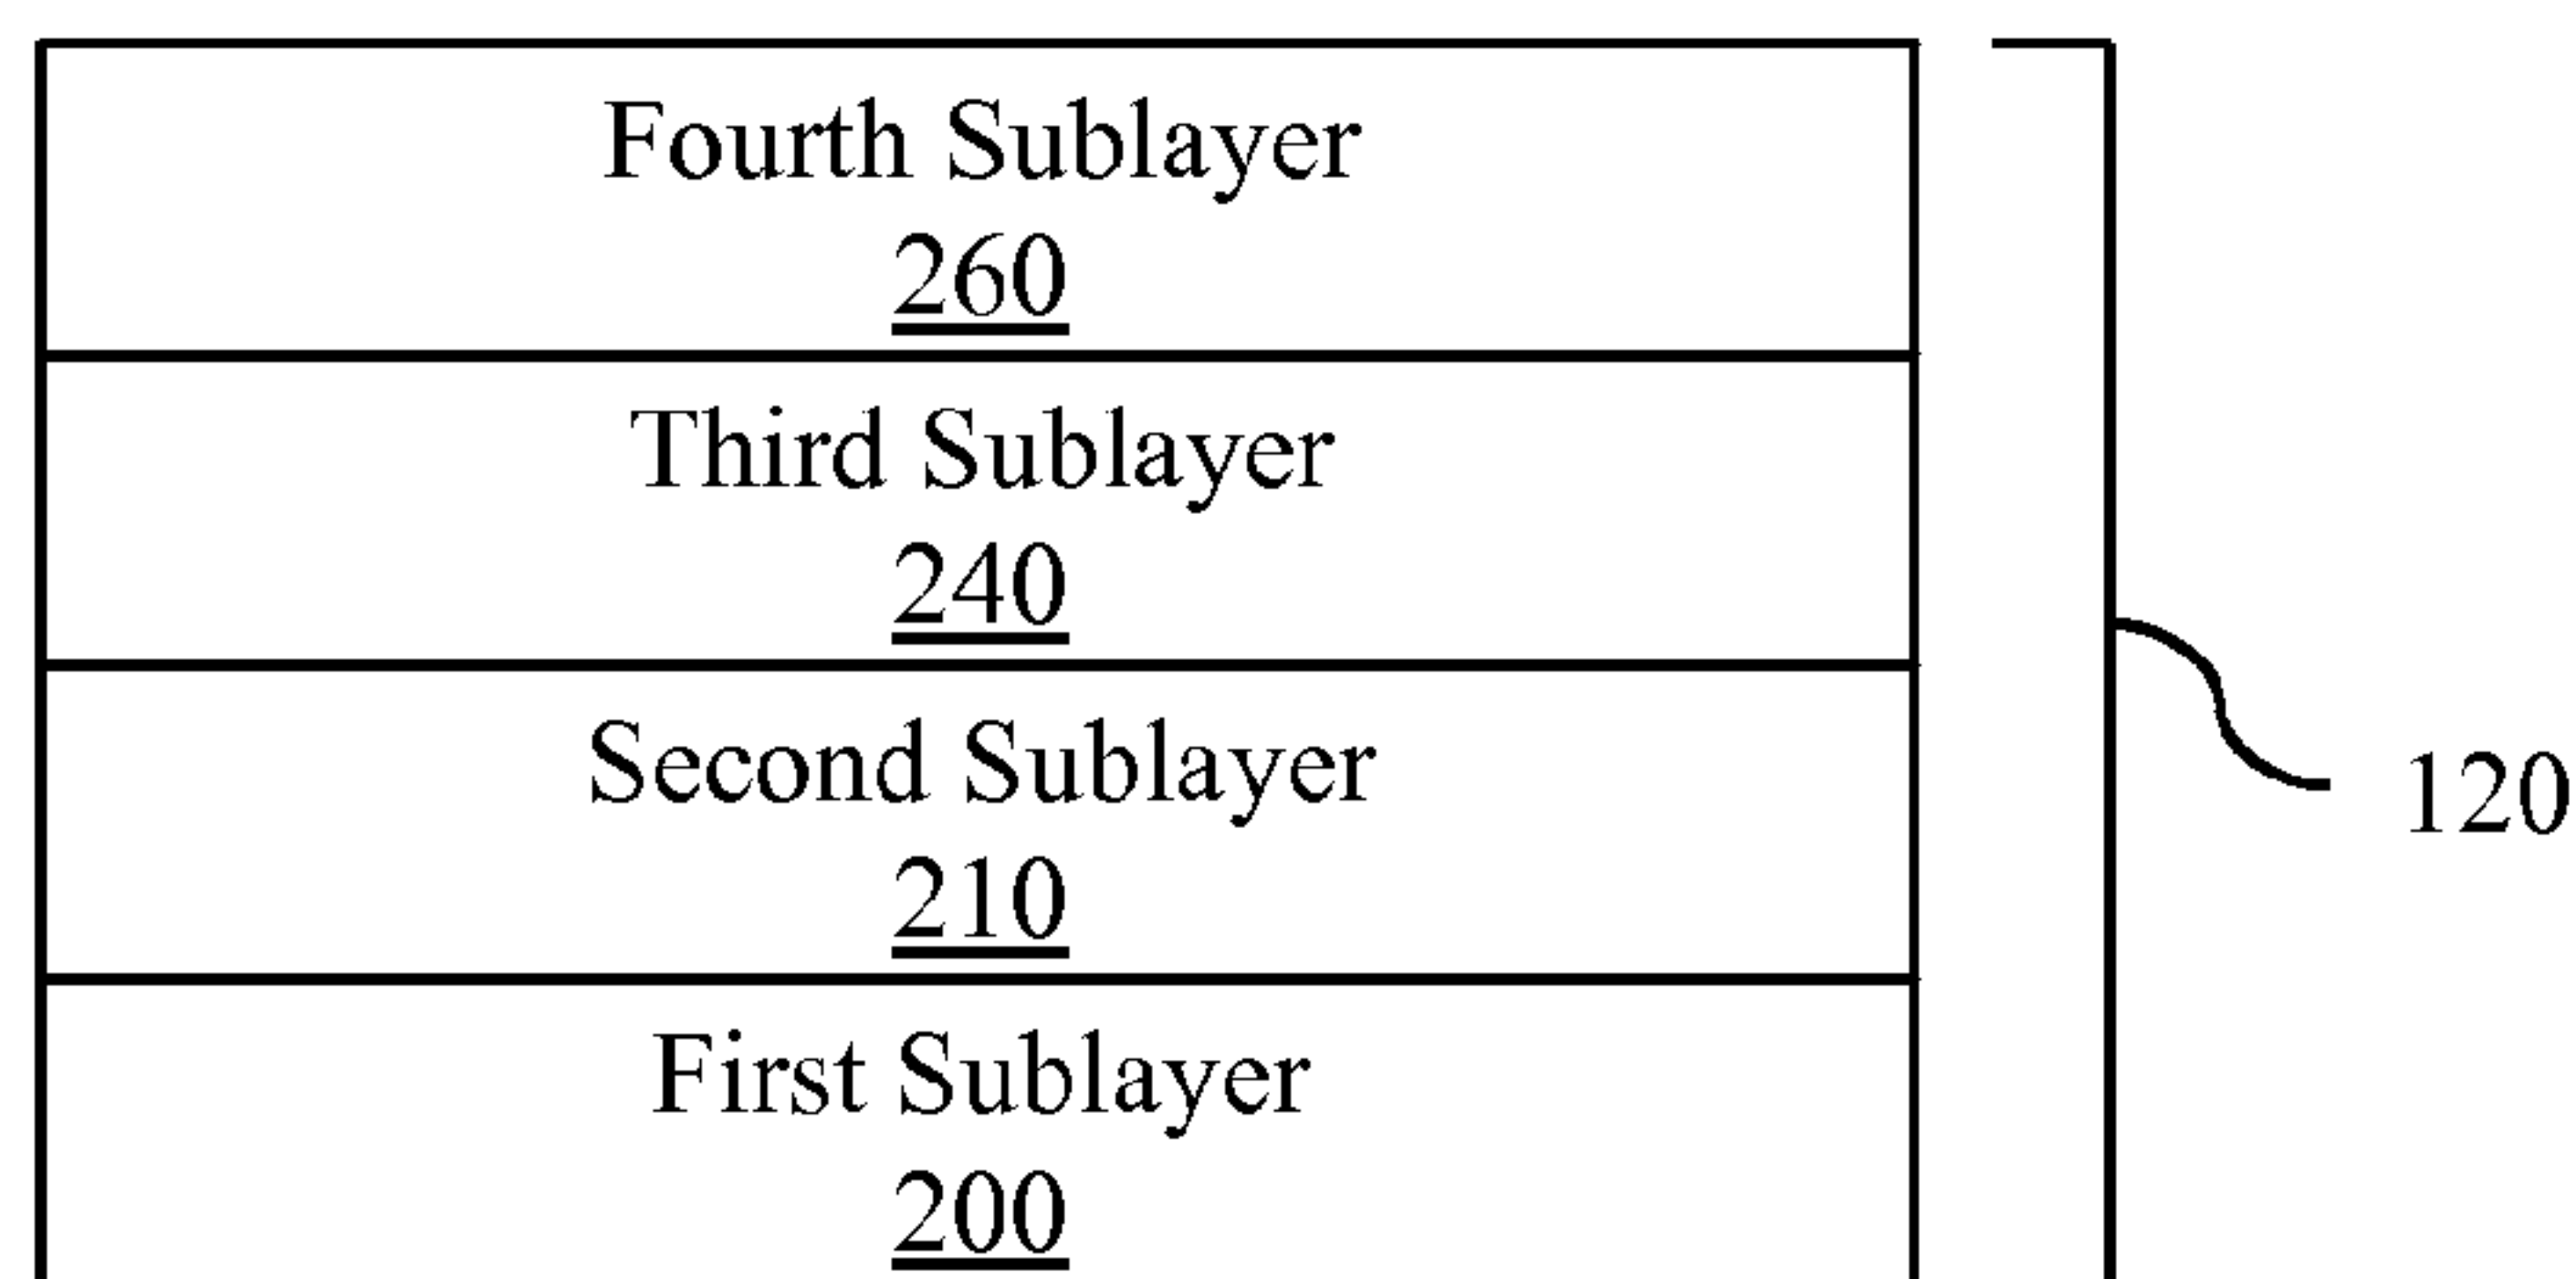 Fourth Sublayer
260
Third Sublayer
240
Second Sublayer
210
120
First Sublayer
200